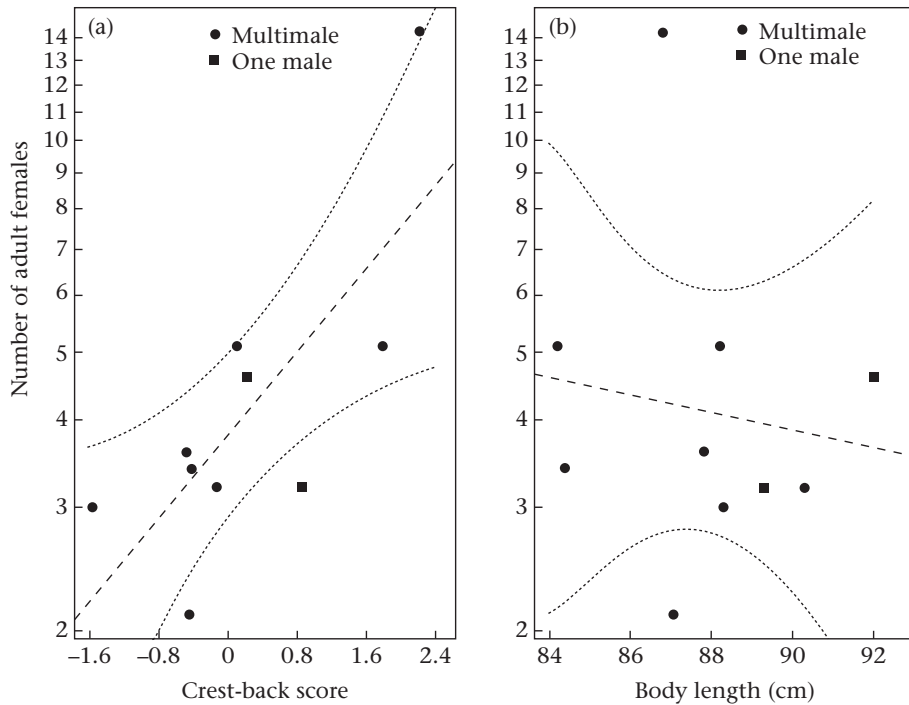 (a)
Multimale
One male
(b)
Multimale
One male
Number of adult females
14
13
12
11
10
9
8
7
6
5
4
3
2
–1.6 –0.8 0 0.8 1.6 2.4
Crest-back score
14
13
12
11
10
9
8
7
6
5
4
3
2
84 86 88 90 92
Body length (cm)